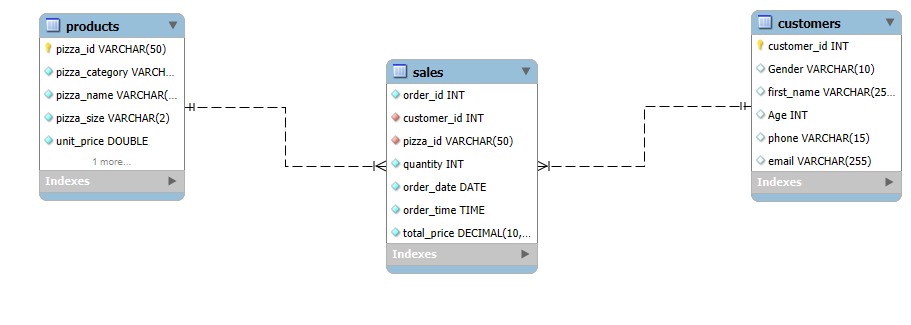 products
pizza_id VARCHAR(50)
pizza_category VARCH...
pizza_name VARCHAR(...
pizza_size VARCHAR(2)
unit_price DOUBLE
1 more...
Indexes
sales
order_id INT
customer_id INT
pizza_id VARCHAR(50)
quantity INT
order_date DATE
order_time TIME
total_price DECIMAL(10,...
Indexes
customers
customer_id INT
Gender VARCHAR(10)
first_name VARCHAR(25...
Age INT
phone VARCHAR(15)
email VARCHAR(255)
Indexes